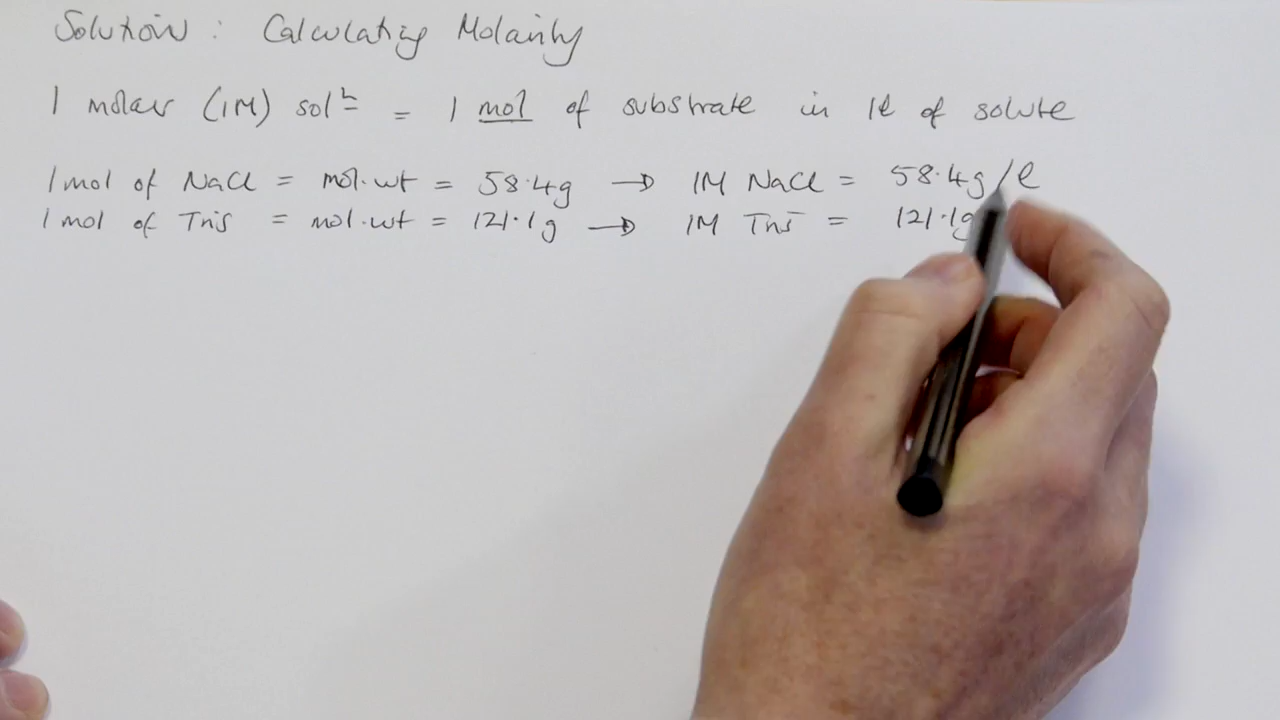 Solution : Calculating Molarity
1 molar (1M) solⁿ = 1 mol of substrate in 1ℓ of solute
1 mol of NaCl = mol.wt = 58.4g → 1M NaCl = 58.4g/ℓ
1 mol of Tris = mol.wt = 121.1g → 1M Tris = 121.1g